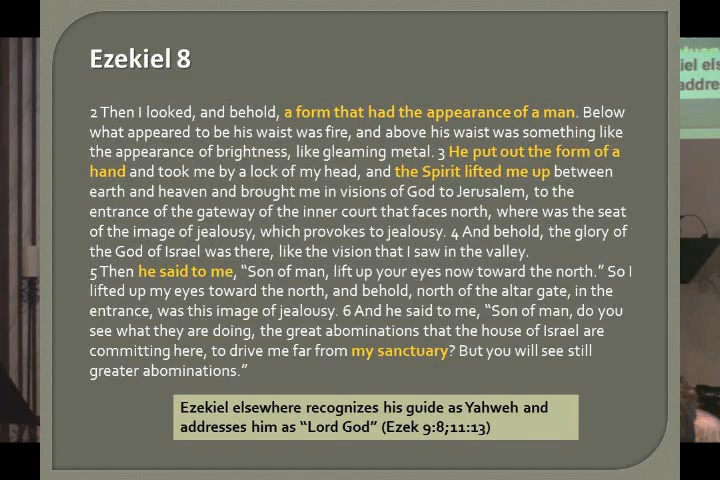 Ezekiel 8
2 Then I looked, and behold, a form that had the appearance of a man. Below
what appeared to be his waist was fire, and above his waist was something like
the appearance of brightness, like gleaming metal. 3 He put out the form of a
hand and took me by a lock of my head, and the Spirit lifted me up between
earth and heaven and brought me in visions of God to Jerusalem, to the
entrance of the gateway of the inner court that faces north, where was the seat
of the image of jealousy, which provokes to jealousy. 4 And behold, the glory of
the God of Israel was there, like the vision that I saw in the valley.
5 Then he said to me, “Son of man, lift up your eyes now toward the north.” So I
lifted up my eyes toward the north, and behold, north of the altar gate, in the
entrance, was this image of jealousy. 6 And he said to me, “Son of man, do you
see what they are doing, the great abominations that the house of Israel are
committing here, to drive me far from my sanctuary? But you will see still
greater abominations.”
Ezekiel elsewhere recognizes his guide as Yahweh and
addresses him as “Lord God” (Ezek 9:8;11:13)
iel els
addre